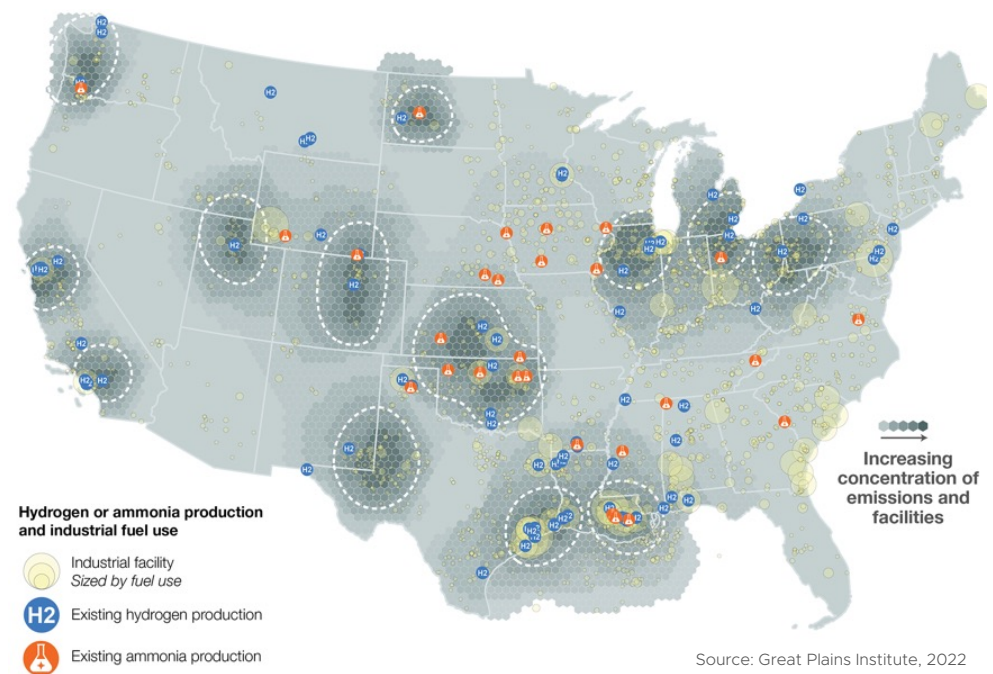 Increasing
concentration of
emissions and
facilities
Hydrogen or ammonia production
and industrial fuel use
Industrial facility
Sized by fuel use
H2
Existing hydrogen production
Existing ammonia production
Source: Great Plains Institute, 2022